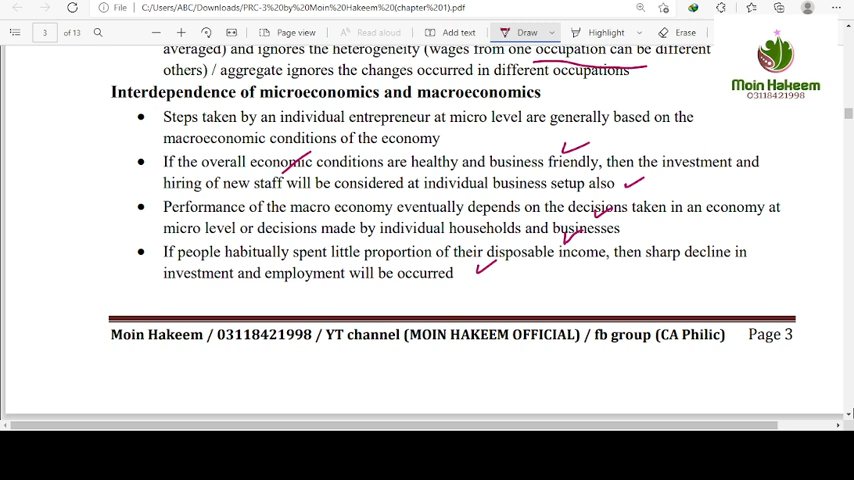 File
C:/Users/ABC/Downloads/PRC-3%20by%20Moin%20Hakeem%20(chapter%201).pdf
3 of 13
Page view
Read aloud
Add text
Draw
Highlight
Erase
Moin Hakeem
03118421998
averaged) and ignores the heterogeneity (wages from one occupation can be different
others) / aggregate ignores the changes occurred in different occupations
Interdependence of microeconomics and macroeconomics
• Steps taken by an individual entrepreneur at micro level are generally based on the
macroeconomic conditions of the economy
• If the overall economic conditions are healthy and business friendly, then the investment and
hiring of new staff will be considered at individual business setup also
• Performance of the macro economy eventually depends on the decisions taken in an economy at
micro level or decisions made by individual households and businesses
• If people habitually spent little proportion of their disposable income, then sharp decline in
investment and employment will be occurred
Moin Hakeem / 03118421998 / YT channel (MOIN HAKEEM OFFICIAL) / fb group (CA Philic) Page 3